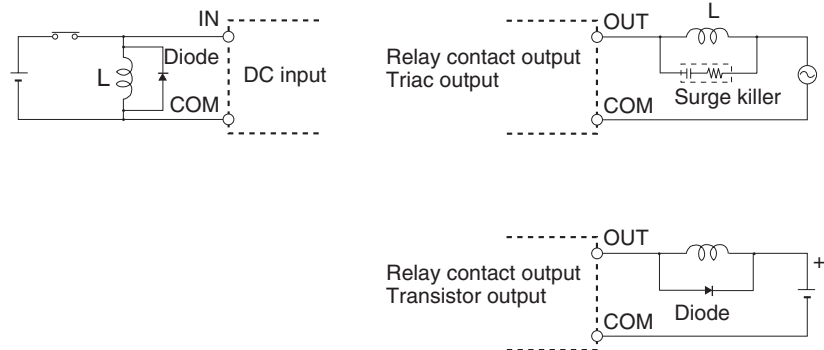 IN
Diode
L
DC input
COM
OUT
L
Relay contact output
Triac output
Surge killer
COM
OUT
+
Relay contact output
Transistor output
Diode
COM